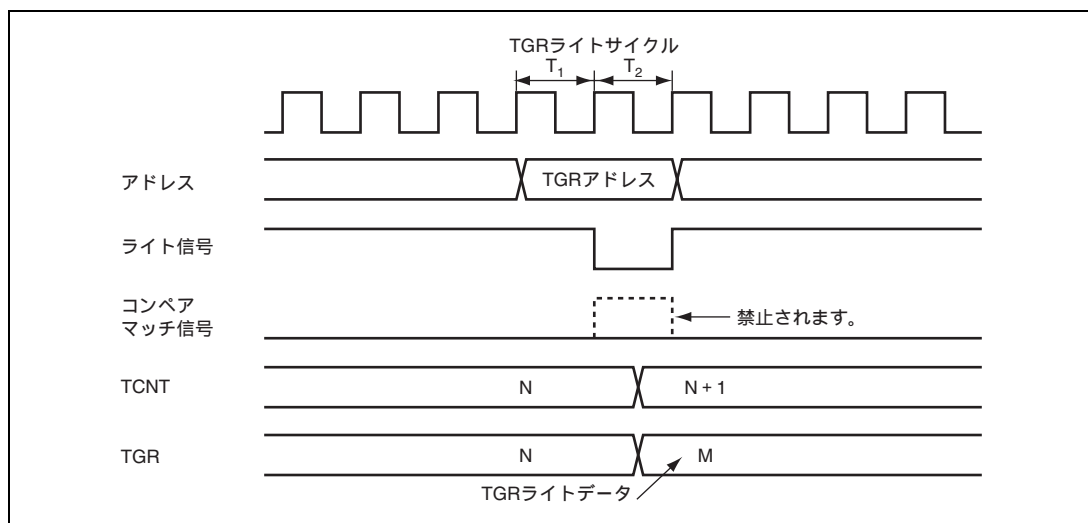 TGRライトサイクル
T1 T2
アドレス TGRアドレス
ライト信号
コンペア
マッチ信号 禁止されます。
TCNT N N + 1
TGR N M
TGRライトデータ